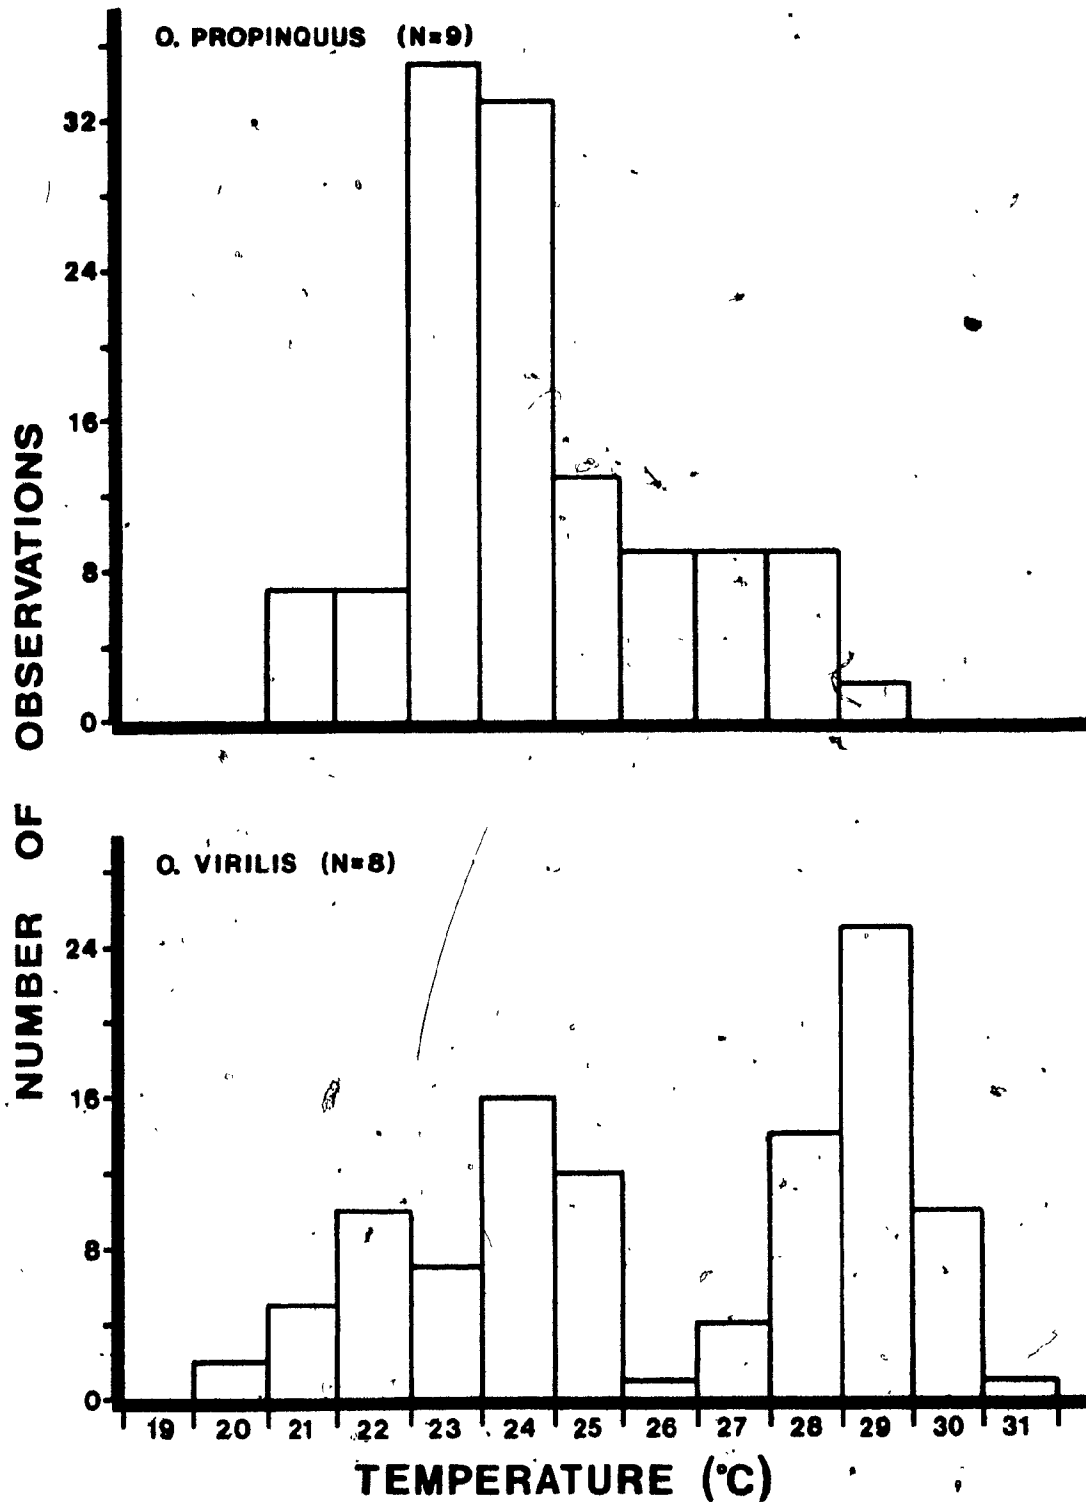 O. PROPINQUUS (N=9)
32
24
16
8
0
NUMBER OF OBSERVATIONS
O. VIRILIS (N=8)
24
16
8
0
19 20 21 22 23 24 25 26 27 28 29 30 31
TEMPERATURE (°C)